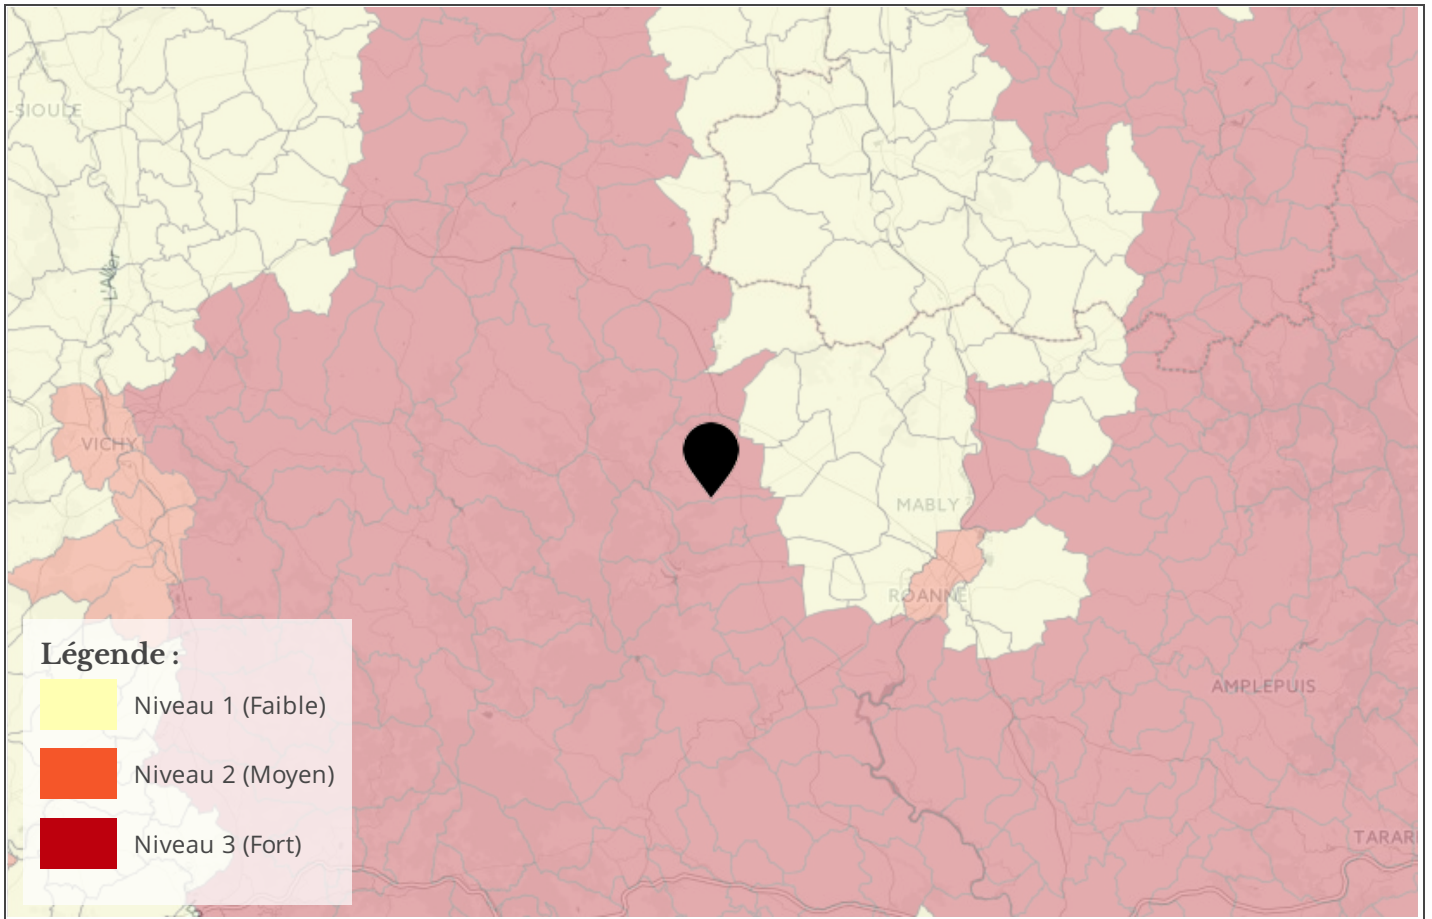 -SIOULE
L'Allier
VICHY
MABLY
ROANNE
AMPLEPUIS
TARAR
Légende :
Niveau 1 (Faible)
Niveau 2 (Moyen)
Niveau 3 (Fort)